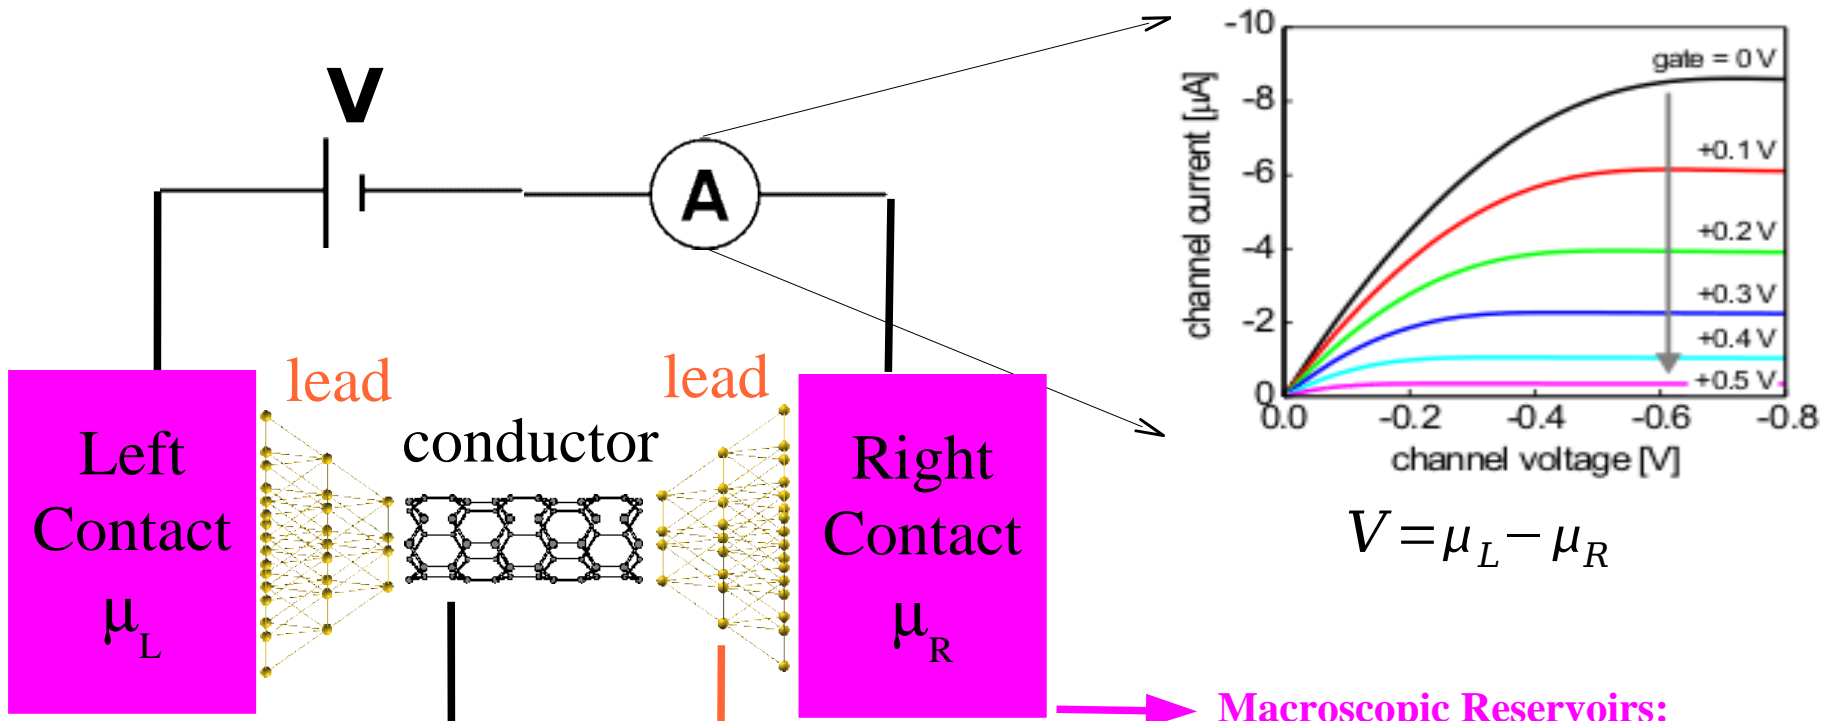 V
A
lead
lead
conductor
Left
Contact
μL
Right
Contact
μR
-10
-8
-6
-4
-2
0
channel current [μA]
gate = 0 V
+0.1 V
+0.2 V
+0.3 V
+0.4 V
+0.5 V
0.0 -0.2 -0.4 -0.6 -0.8
channel voltage [V]
V = μL − μR
Macroscopic Reservoirs: